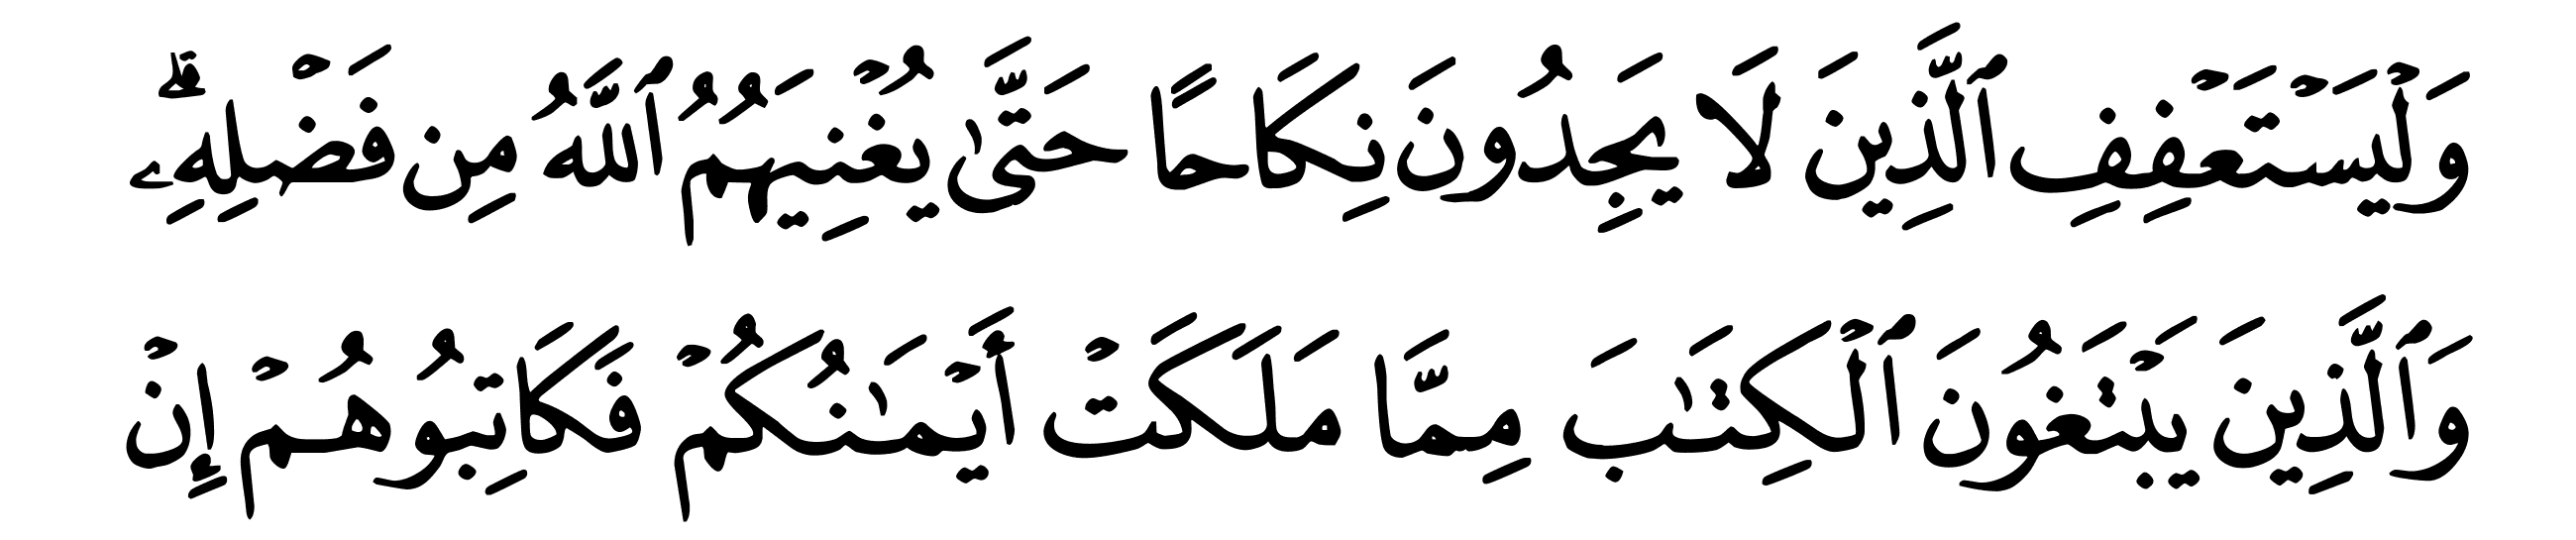 وَلْيَسْتَعْفِفِ ٱلَّذِينَ لَا يَجِدُونَ نِكَاحًا حَتَّىٰ يُغْنِيَهُمُ ٱللَّهُ مِن فَضْلِهِۦۗ
وَٱلَّذِينَ يَبْتَغُونَ ٱلْكِتَٰبَ مِمَّا مَلَكَتْ أَيْمَٰنُكُمْ فَكَاتِبُوهُمْ إِنْ